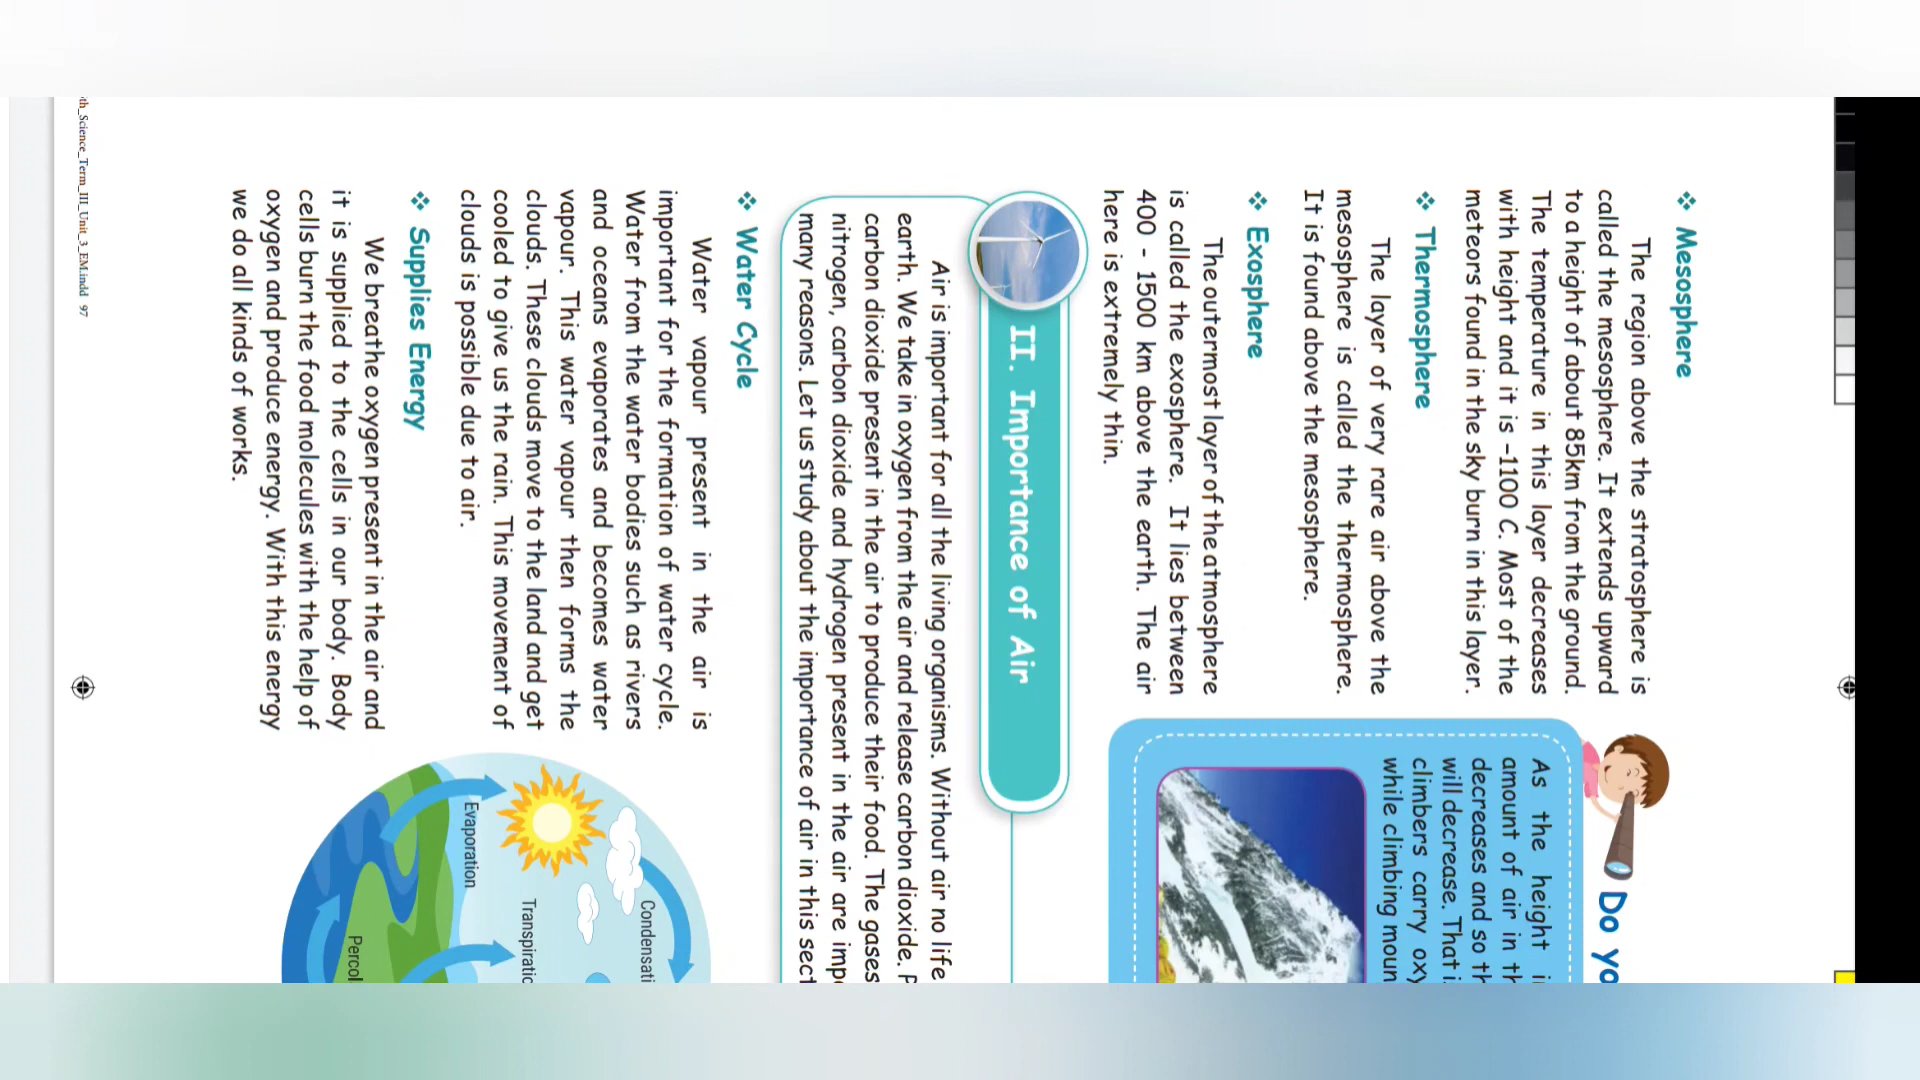 ❖ Mesosphere
The region above the stratosphere is
called the mesosphere. It extends upward
to a height of about 85km from the ground.
The temperature in this layer decreases
with height and it is -1100 C. Most of the
meteors found in the sky burn in this layer.
❖ Thermosphere
The layer of very rare air above the
mesosphere is called the thermosphere.
It is found above the mesosphere.
❖ Exosphere
The outermost layer of the atmosphere
is called the exosphere. It lies between
400 - 1500 km above the earth. The air
here is extremely thin.
Do yo
As the height i
amount of air in th
decreases and so th
will decrease. That i
climbers carry oxy
while climbing moun
II. Importance of Air
Air is important for all the living organisms. Without air no life
earth. We take in oxygen from the air and release carbon dioxide. P
carbon dioxide present in the air to produce their food. The gases
nitrogen, carbon dioxide and hydrogen present in the air are imp
many reasons. Let us study about the importance of air in this sect
❖ Water Cycle
Water vapour present in the air is
important for the formation of water cycle.
Water from the water bodies such as rivers
and oceans evaporates and becomes water
vapour. This water vapour then forms the
clouds. These clouds move to the land and get
cooled to give us the rain. This movement of
clouds is possible due to air.
❖ Supplies Energy
We breathe oxygen present in the air and
it is supplied to the cells in our body. Body
cells burn the food molecules with the help of
oxygen and produce energy. With this energy
we do all kinds of works.
Condensati
Transpiratio
Evaporation
Percol
th_Science_Term_III_Unit_3_EM.indd 97